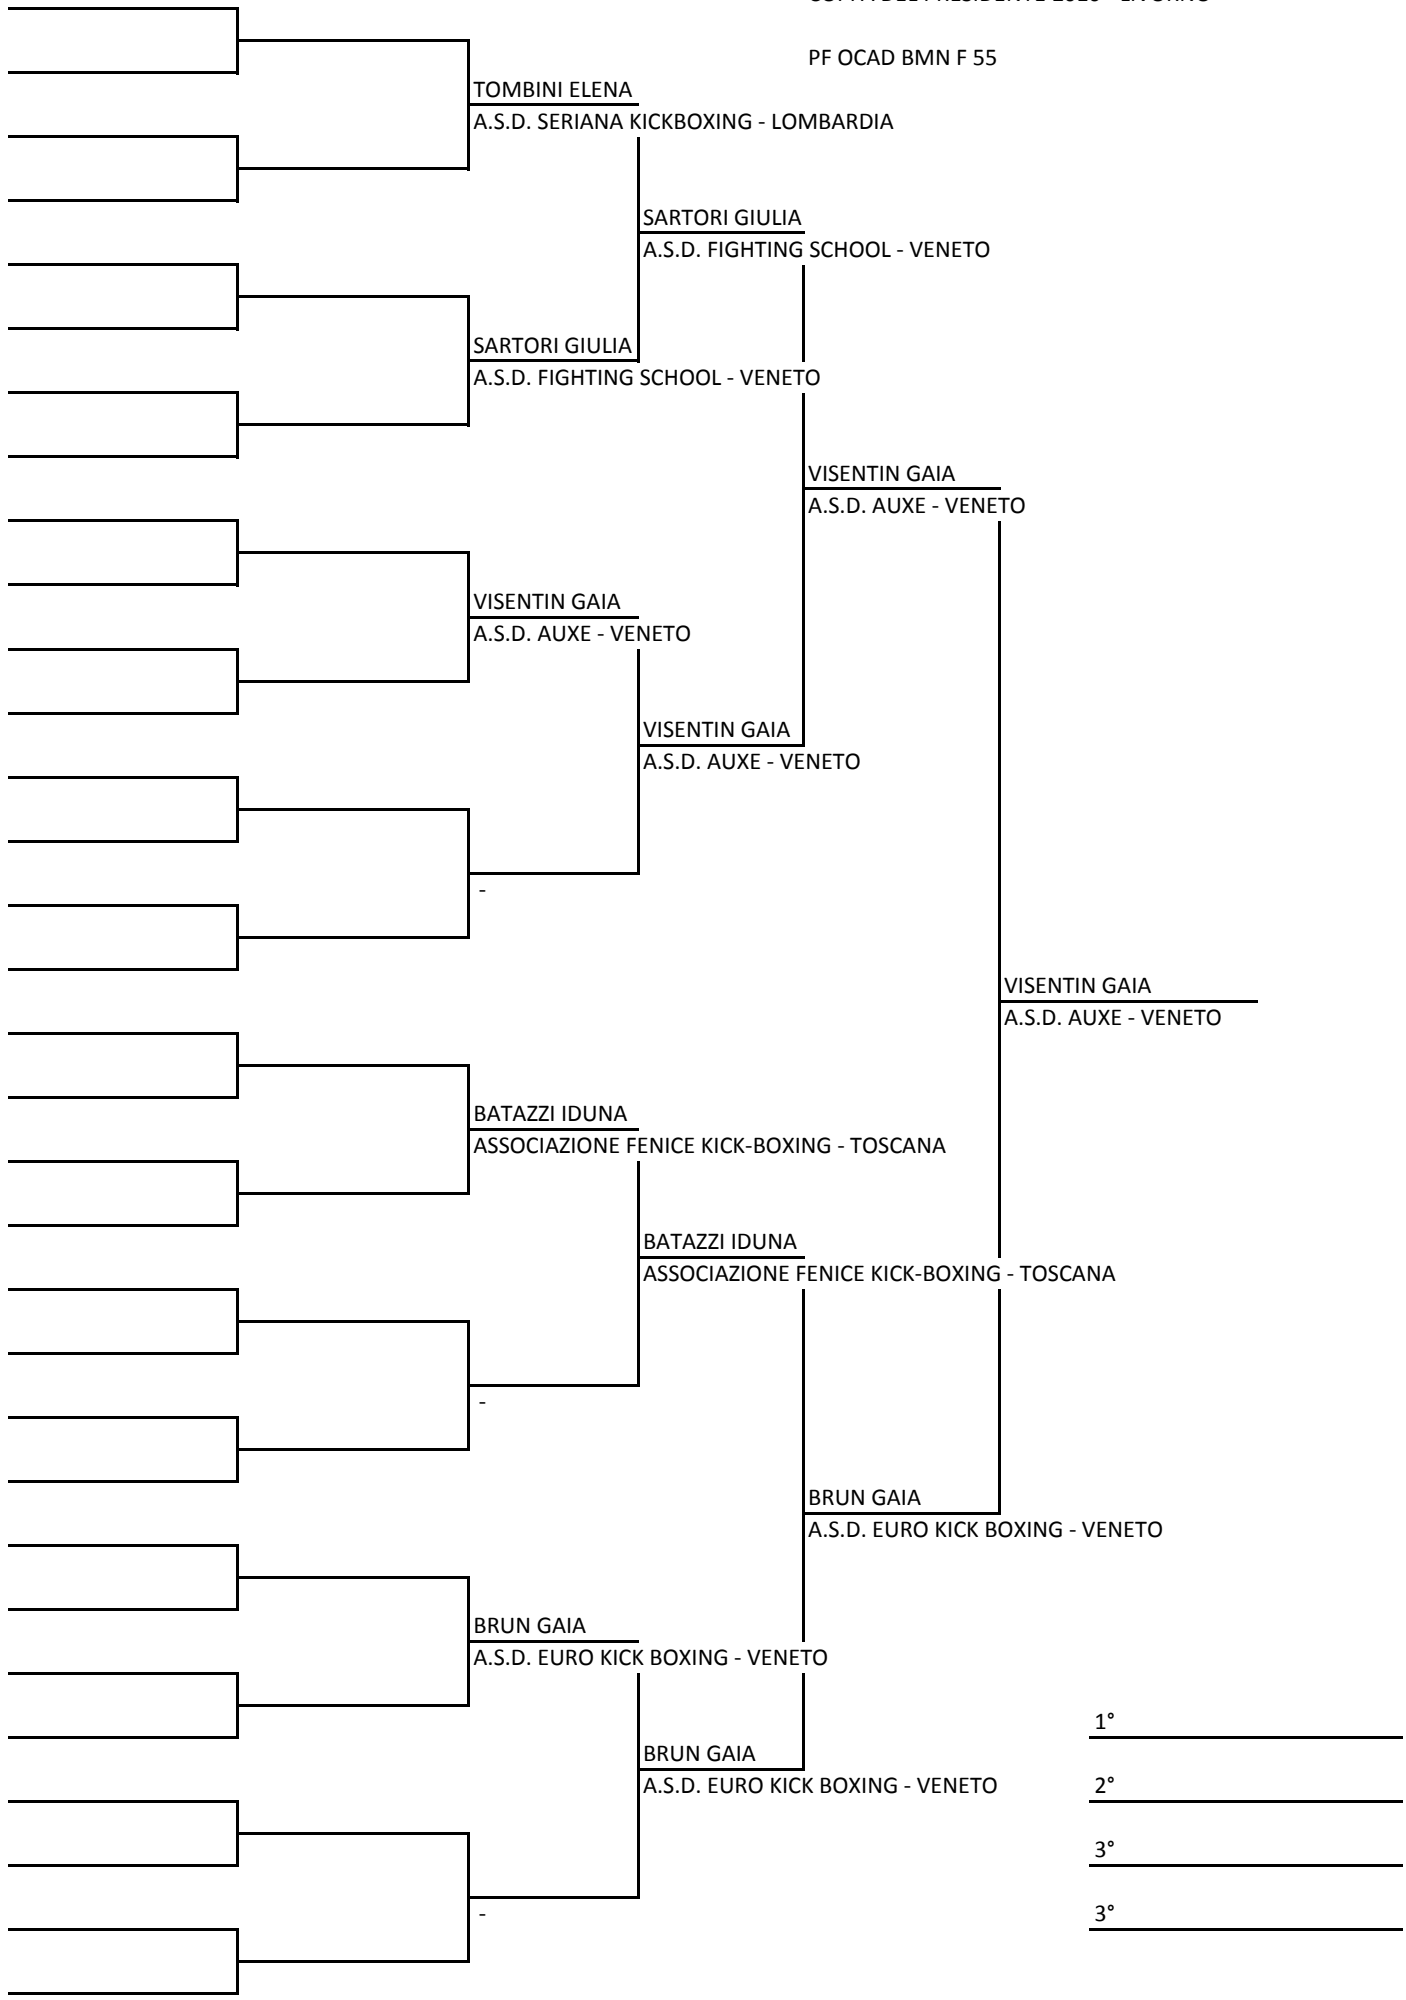 PF OCAD BMN F 55
TOMBINI ELENA
A.S.D. SERIANA KICKBOXING - LOMBARDIA
SARTORI GIULIA
A.S.D. FIGHTING SCHOOL - VENETO
SARTORI GIULIA
A.S.D. FIGHTING SCHOOL - VENETO
VISENTIN GAIA
A.S.D. AUXE - VENETO
VISENTIN GAIA
A.S.D. AUXE - VENETO
VISENTIN GAIA
A.S.D. AUXE - VENETO
-
VISENTIN GAIA
A.S.D. AUXE - VENETO
BATAZZI IDUNA
ASSOCIAZIONE FENICE KICK-BOXING - TOSCANA
BATAZZI IDUNA
ASSOCIAZIONE FENICE KICK-BOXING - TOSCANA
-
BRUN GAIA
A.S.D. EURO KICK BOXING - VENETO
BRUN GAIA
A.S.D. EURO KICK BOXING - VENETO
1°
BRUN GAIA
A.S.D. EURO KICK BOXING - VENETO
2°
3°
-
3°